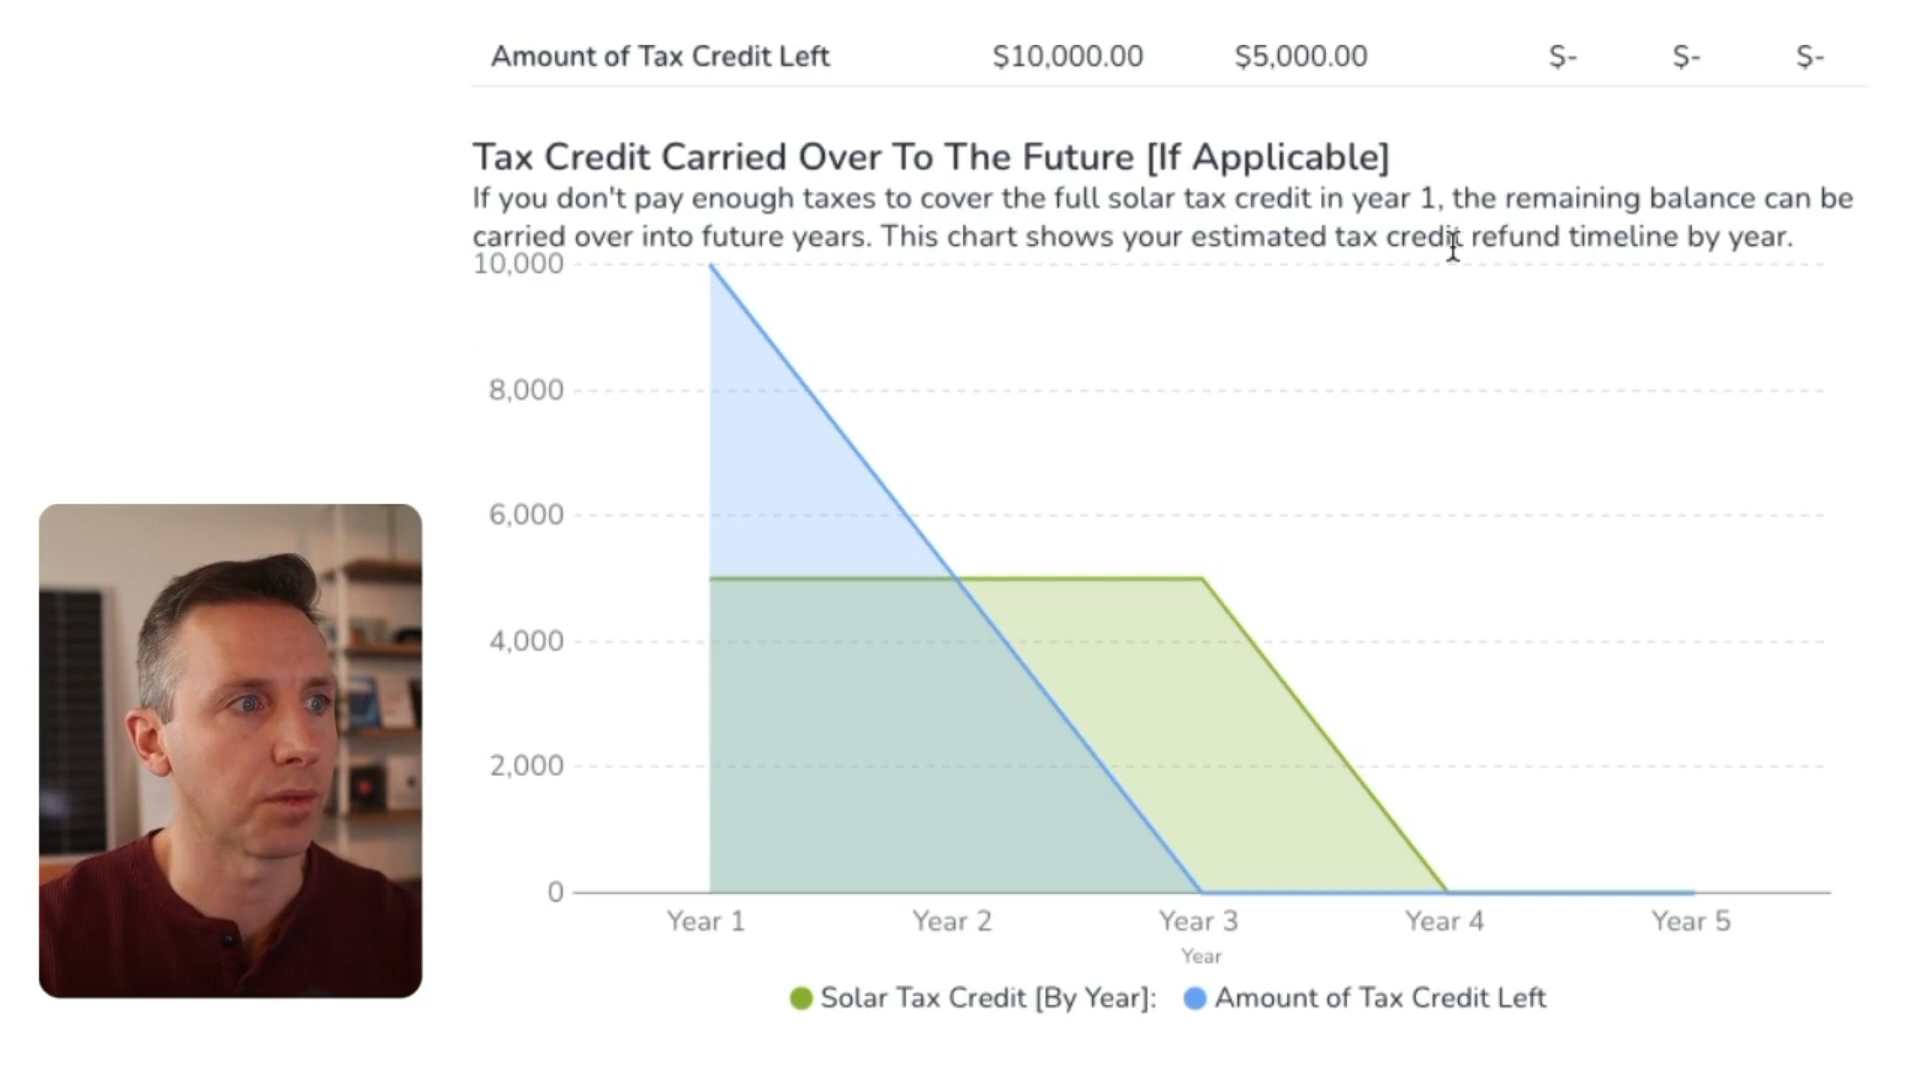 Amount of Tax Credit Left $10,000.00 $5,000.00 $- $- $-
Tax Credit Carried Over To The Future [If Applicable]
If you don't pay enough taxes to cover the full solar tax credit in year 1, the remaining balance can be
carried over into future years. This chart shows your estimated tax credit refund timeline by year.
10,000
8,000
6,000
4,000
2,000
0
Year 1 Year 2 Year 3 Year 4 Year 5
Year
Solar Tax Credit [By Year]: Amount of Tax Credit Left